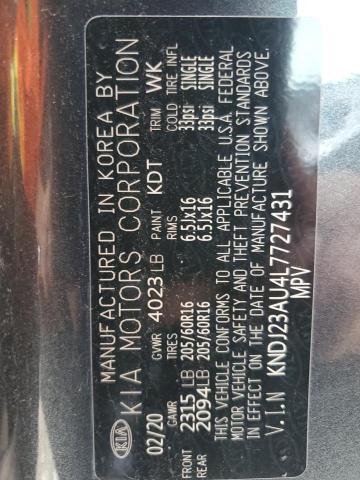 MANUFACTURED IN KOREA BY
KIA KIA MOTORS CORPORATION
02/20 GVWR 4023 LB PAINT KDT TRIM WK
GAWR TIRES RIMS COLD TIRE INFL
FRONT 2315 LB 205/60R16 6.5Jx16 33psi SINGLE
REAR 2094 LB 205/60R16 6.5Jx16 33psi SINGLE
THIS VEHICLE CONFORMS TO ALL APPLICABLE U.S.A. FEDERAL
MOTOR VEHICLE SAFETY AND THEFT PREVENTION STANDARDS
IN EFFECT ON THE DATE OF MANUFACTURE SHOWN ABOVE.
V.I.N KNDJ23AU4L7727431
MPV